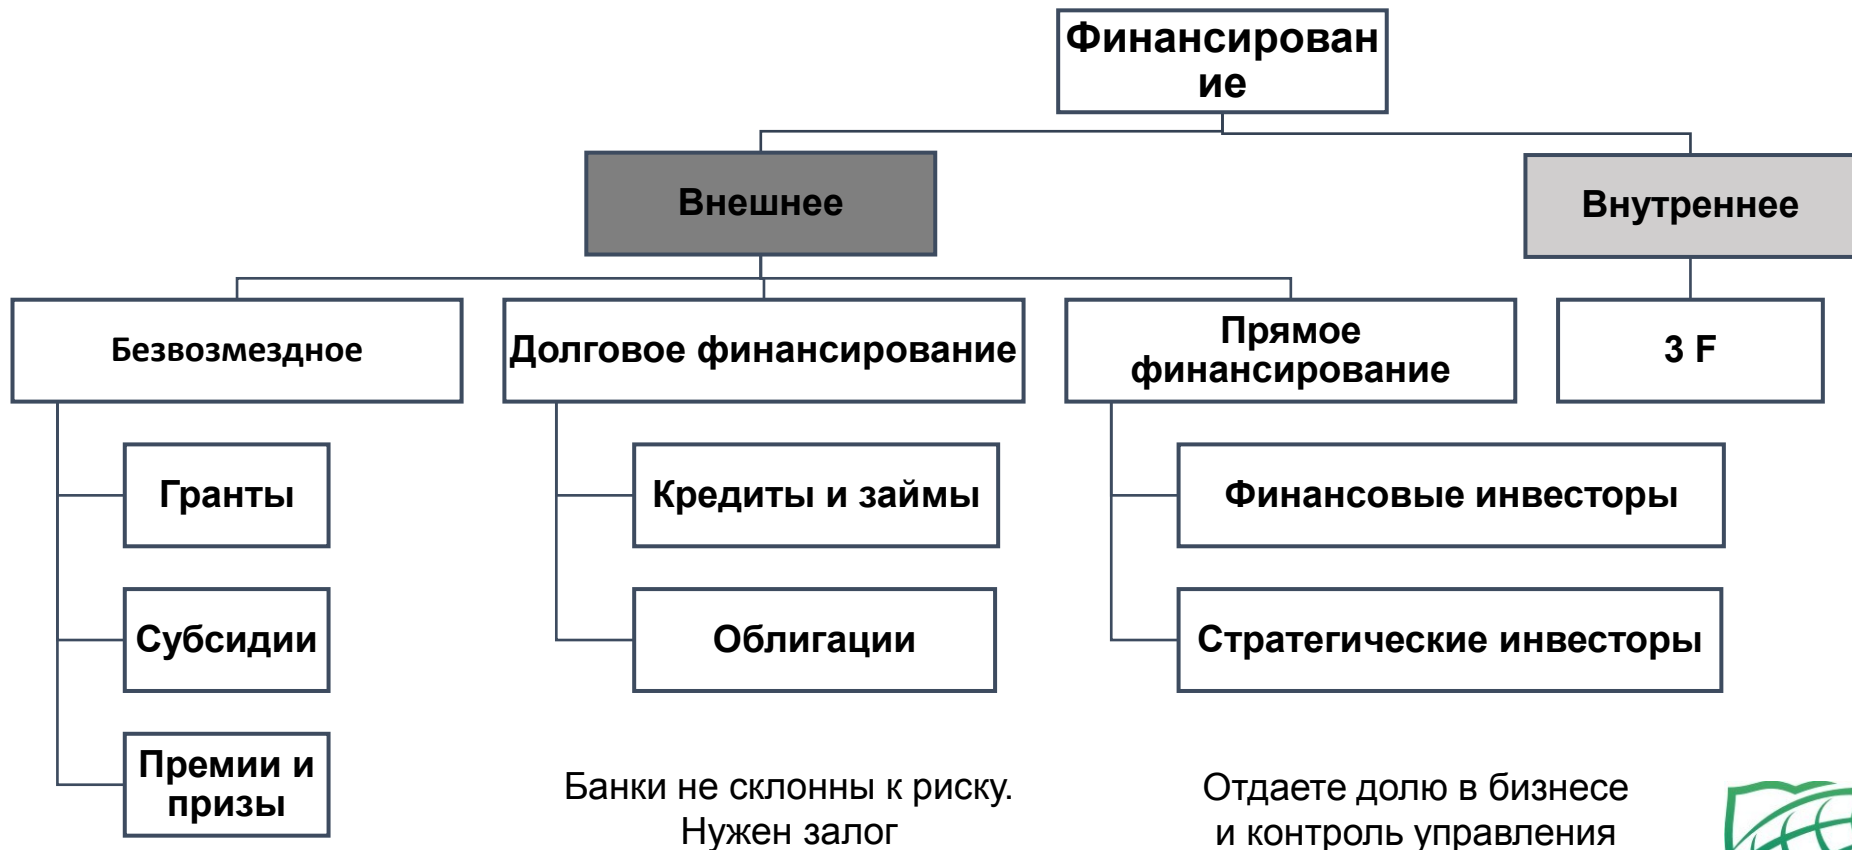 Финансирован
ие
Внешнее
Внутреннее
Безвозмездное
Долговое финансирование
Прямое
финансирование
3 F
Гранты
Кредиты и займы
Финансовые инвесторы
Субсидии
Облигации
Стратегические инвесторы
Премии и
призы
Банки не склонны к риску.
Нужен залог
Отдаете долю в бизнесе
и контроль управления